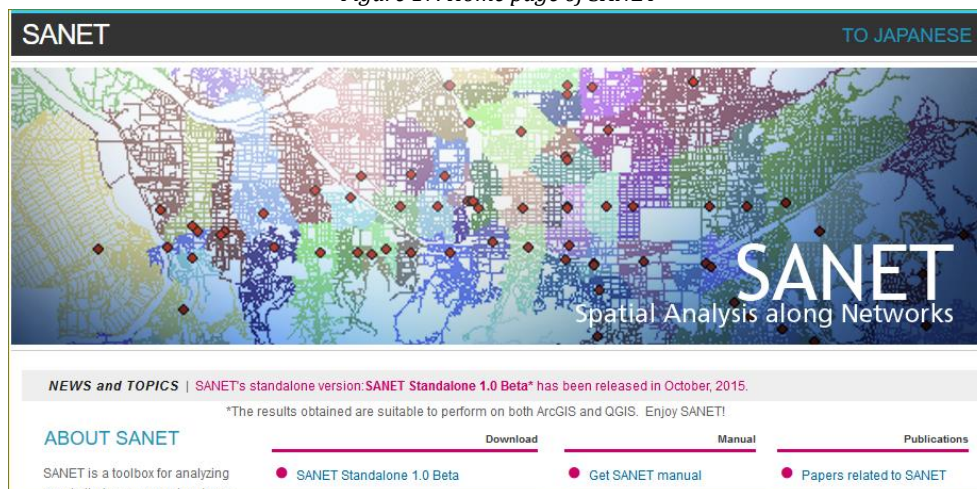 SANET
TO JAPANESE
SANET
Spatial Analysis along Networks
NEWS and TOPICS | SANET's standalone version: SANET Standalone 1.0 Beta* has been released in October, 2015.
*The results obtained are suitable to perform on both ArcGIS and QGIS. Enjoy SANET!
ABOUT SANET
Download
Manual
Publications
SANET is a toolbox for analyzing
SANET Standalone 1.0 Beta
Get SANET manual
Papers related to SANET